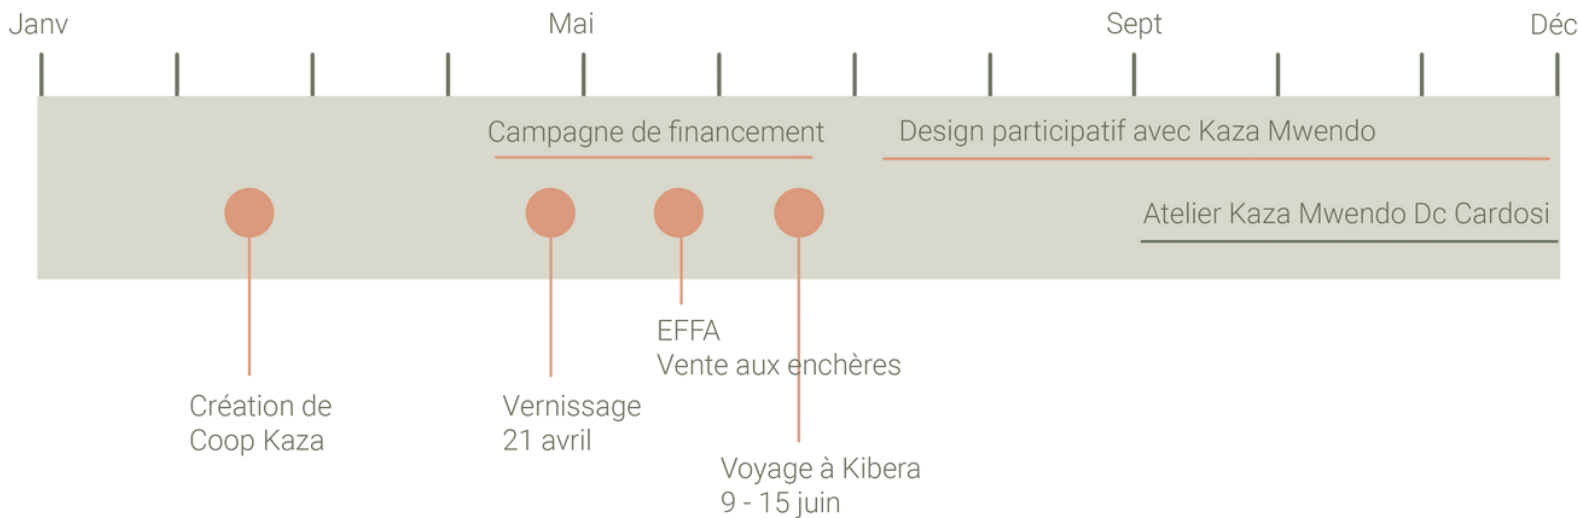 Janv
Mai
Sept
Déc
Campagne de financement
Design participatif avec Kaza Mwendo
Atelier Kaza Mwendo Dc Cardosi
Création de
Coop Kaza
Vernissage
21 avril
EFFA
Vente aux enchères
Voyage à Kibera
9 - 15 juin